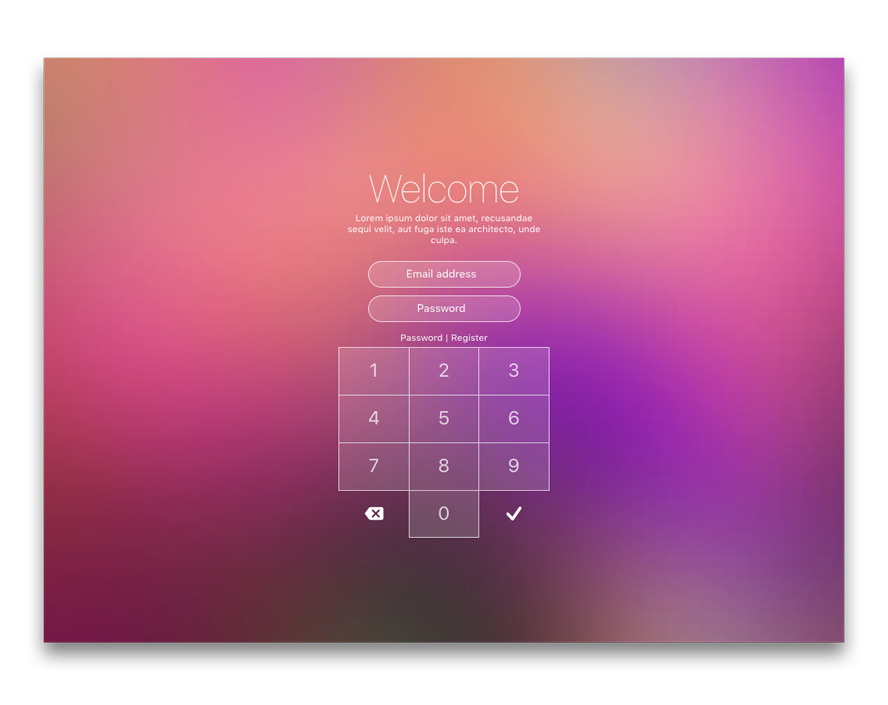 Welcome
Lorem ipsum dolor sit amet, recusandae
sequi velit, aut fuga iste ea architecto, unde
culpa.
Email address
Password
Password | Register
1 2 3
4 5 6
7 8 9
0